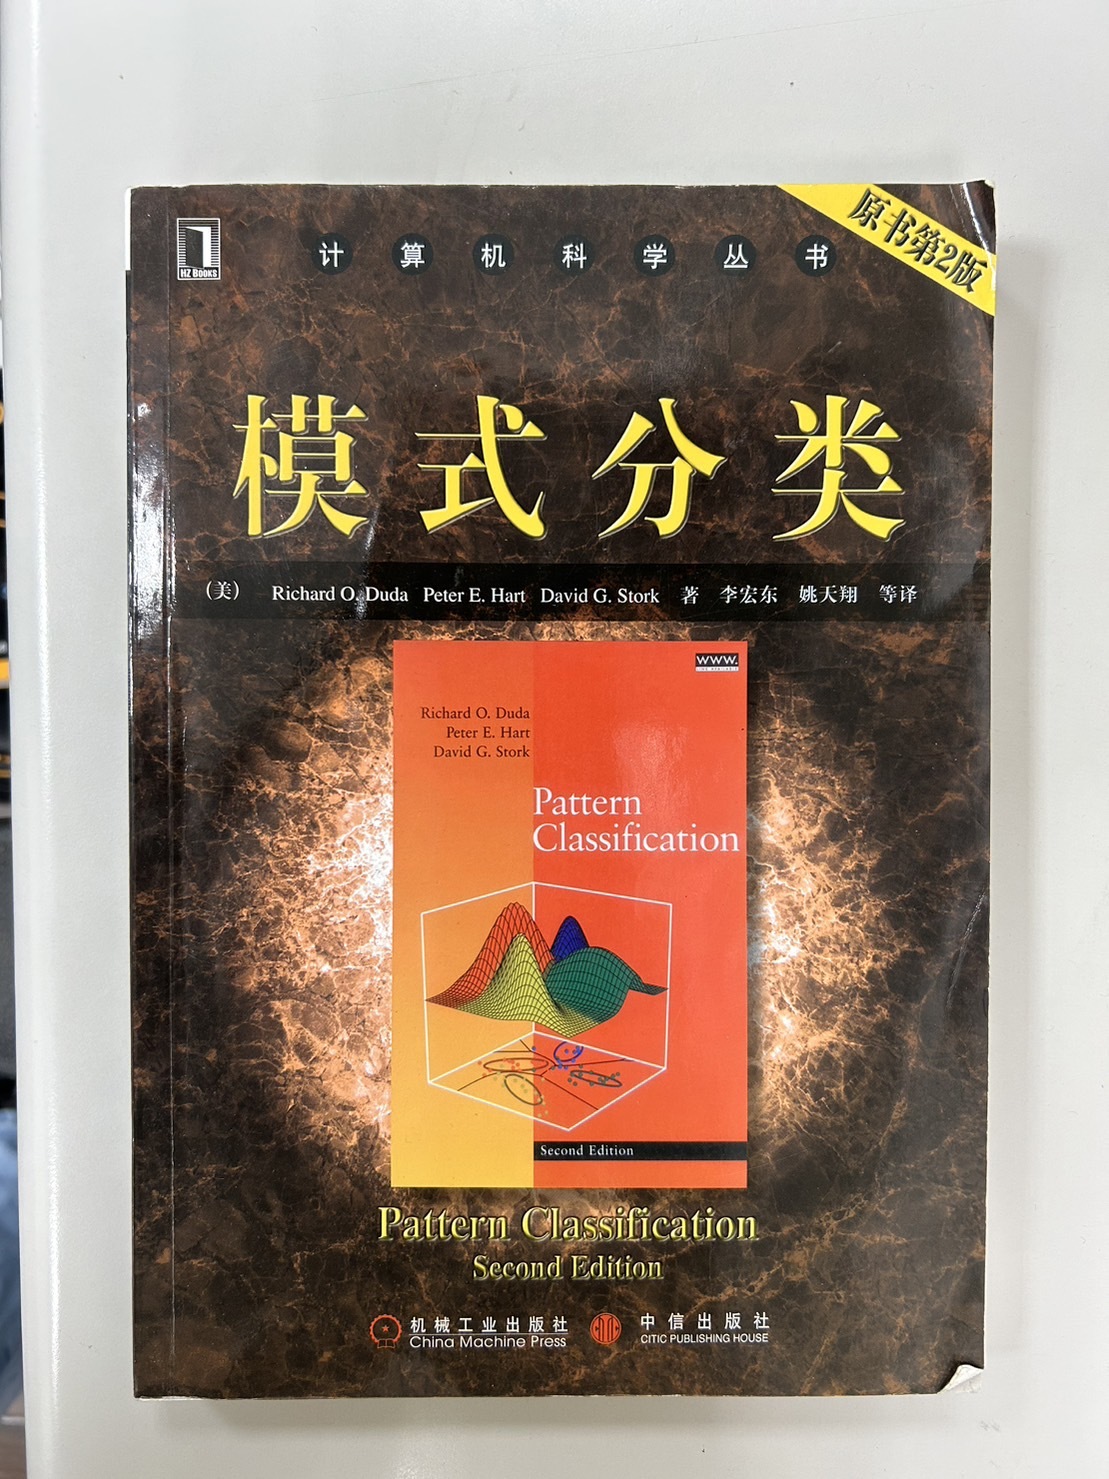 HZ BOOKS
计算机科学丛书
原书第2版
模式分类
(美) Richard O. Duda Peter E. Hart David G. Stork 著 李宏东 姚天翔 等译
WWW.
Richard O. Duda
Peter E. Hart
David G. Stork
Pattern
Classification
Second Edition
Pattern Classification
Second Edition
机械工业出版社
China Machine Press
中信出版社
CITIC PUBLISHING HOUSE